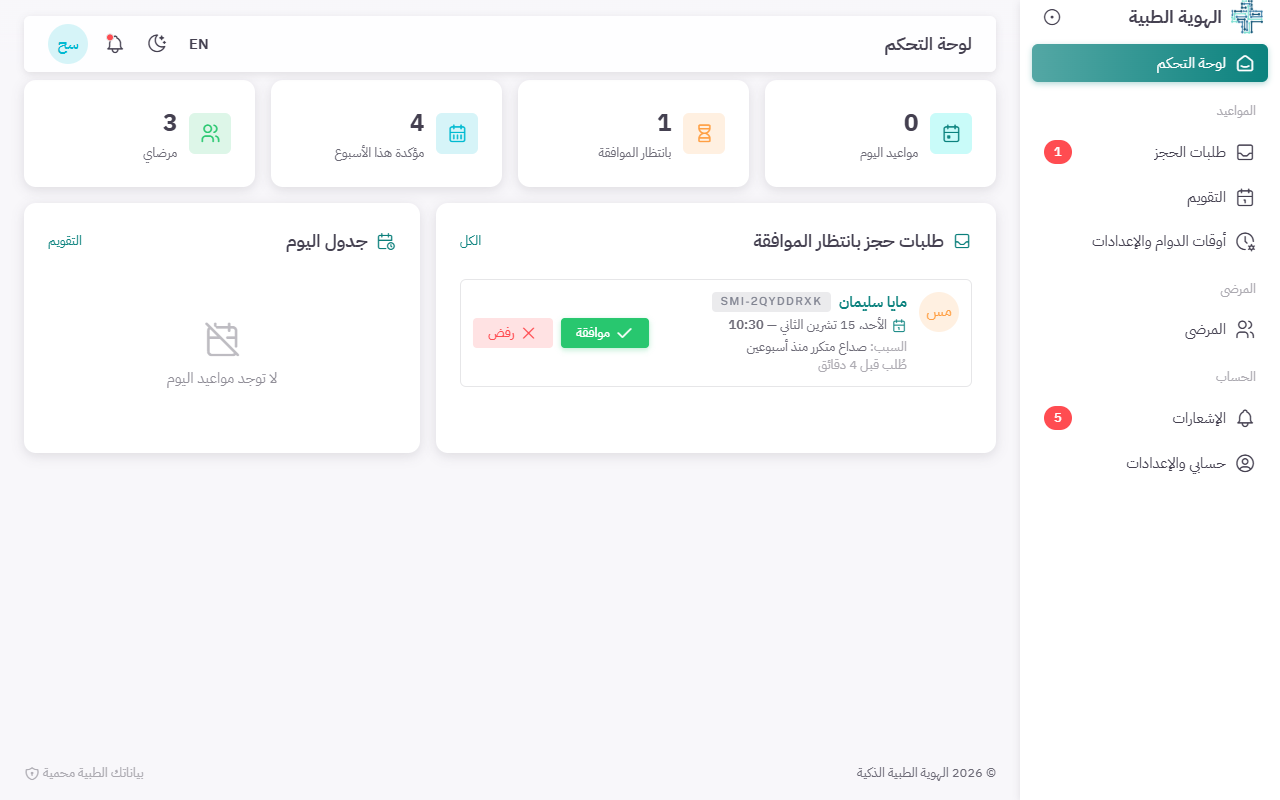 الهوية الطبية
لوحة التحكم
المواعيد
طلبات الحجز 1
التقويم
أوقات الدوام والإعدادات
المرضى
المرضى
الحساب
الإشعارات 5
حسابي والإعدادات
لوحة التحكم
EN
سح
0
مواعيد اليوم
1
بانتظار الموافقة
4
مؤكدة هذا الأسبوع
3
مرضاي
طلبات حجز بانتظار الموافقة
الكل
مس
مايا سليمان SMI-2QYDDRXK
الأحد، 15 تشرين الثاني — 10:30
السبب: صداع متكرر منذ أسبوعين
طُلب قبل 4 دقائق
موافقة
رفض
جدول اليوم
التقويم
لا توجد مواعيد اليوم
© 2026 الهوية الطبية الذكية
بياناتك الطبية محمية